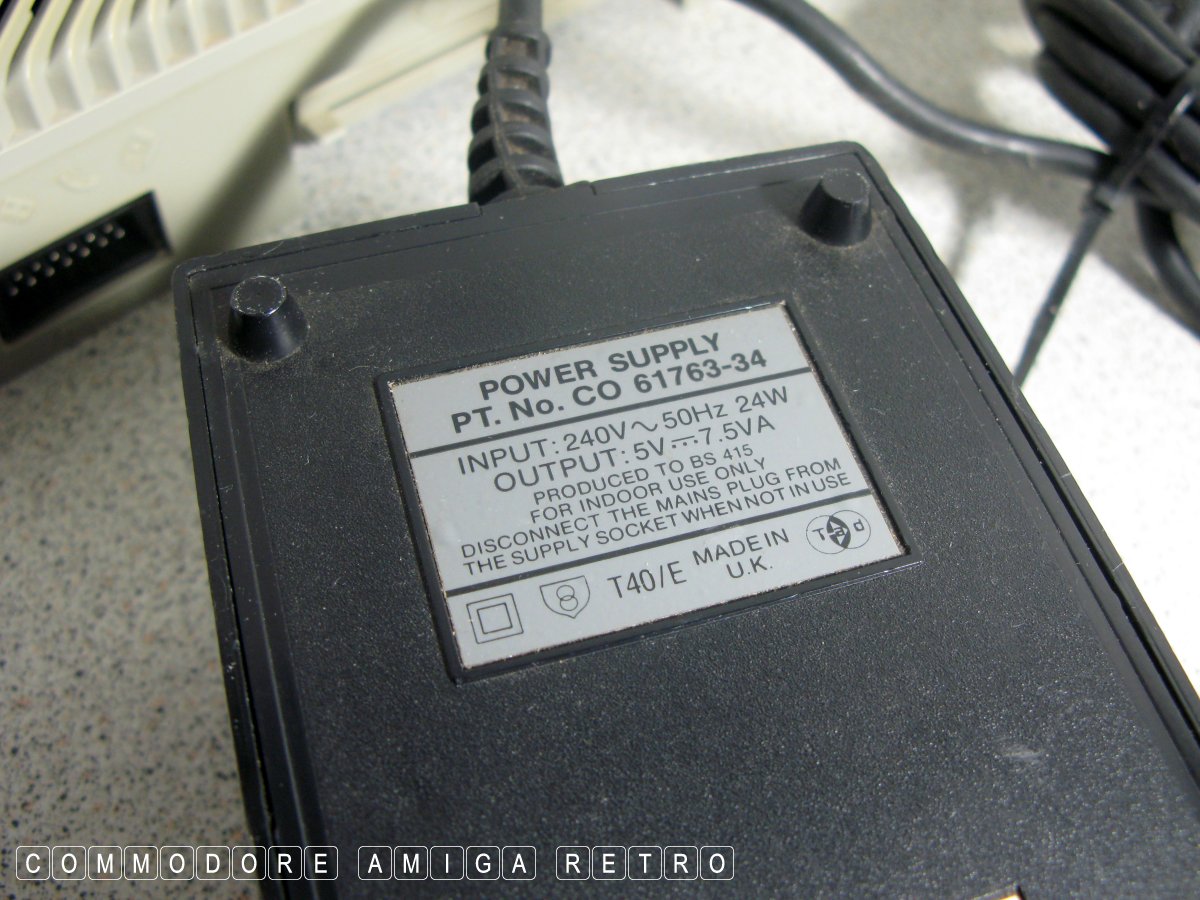 POWER SUPPLY
PT. No. CO 61763-34
INPUT: 240V∿ 50Hz 24W
OUTPUT: 5V⎓7.5VA
PRODUCED TO BS 415
FOR INDOOR USE ONLY
DISCONNECT THE MAINS PLUG FROM
THE SUPPLY SOCKET WHEN NOT IN USE
T40/E MADE IN
U.K.
COMMODORE AMIGA RETRO